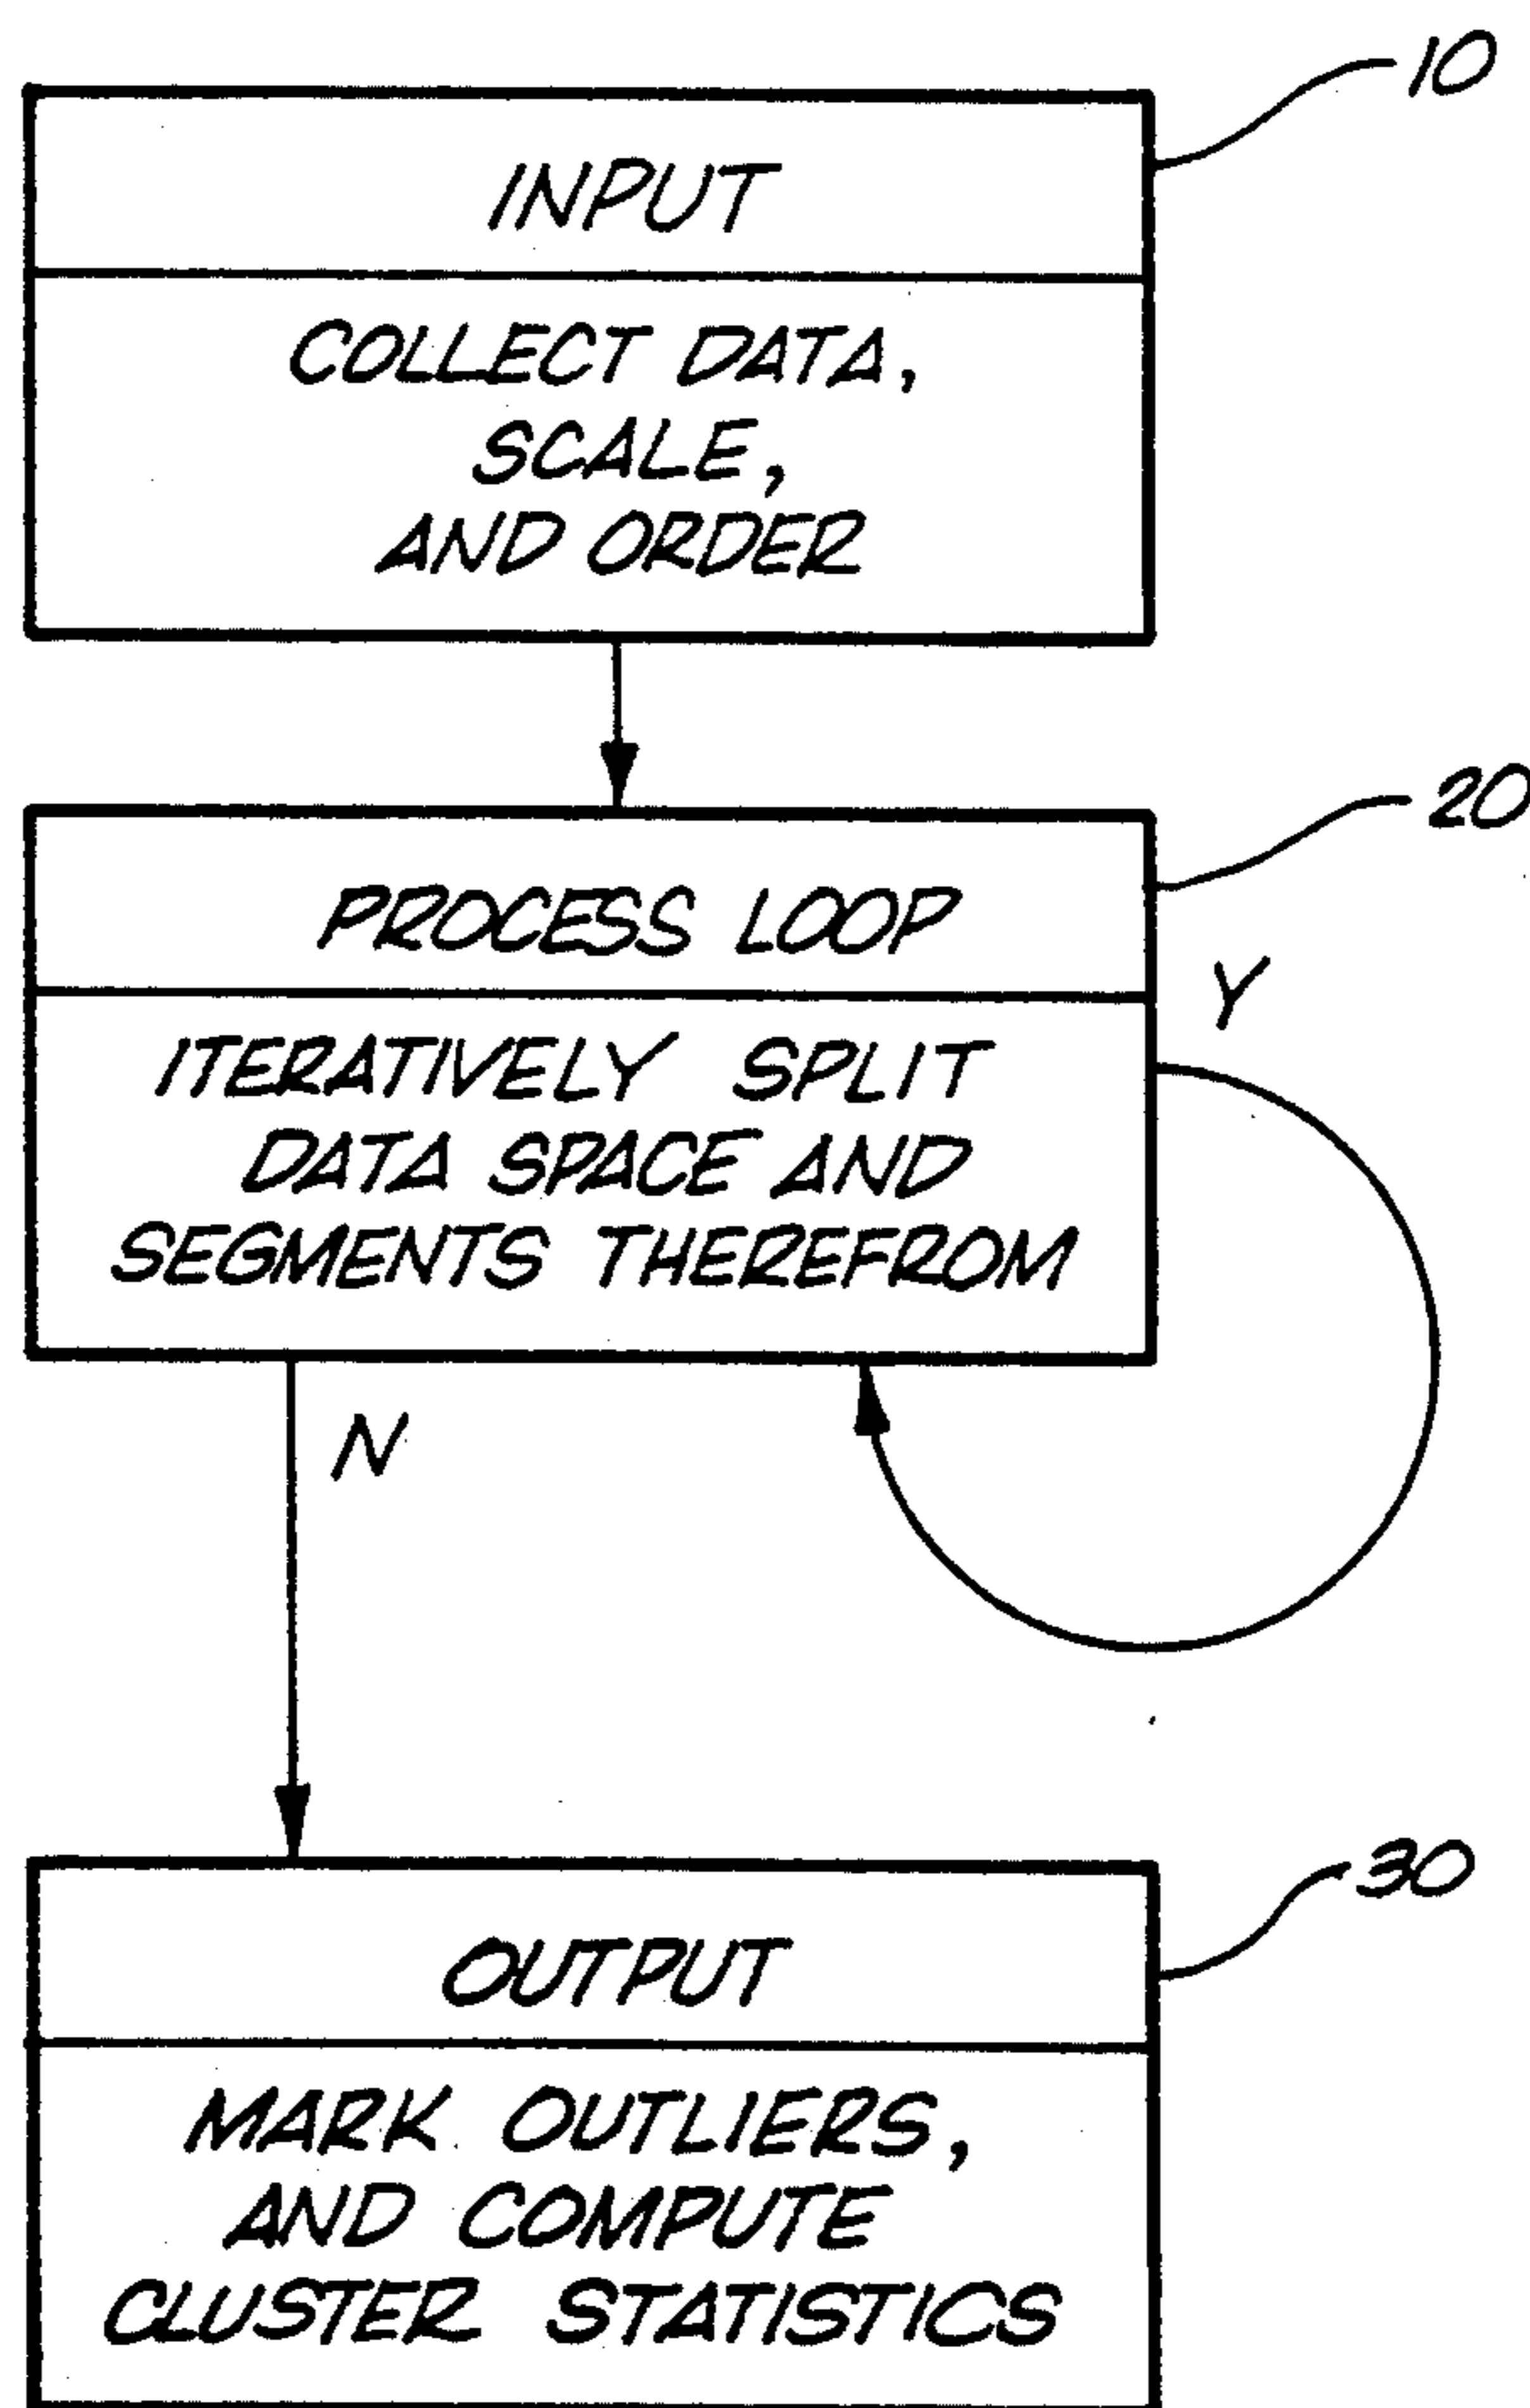 10
INPUT
COLLECT DATA,
SCALE,
AND ORDER
20
PROCESS LOOP
Y
ITERATIVELY SPLIT
DATA SPACE AND
SEGMENTS THEREFROM
N
30
OUTPUT
MARK OUTLIERS,
AND COMPUTE
CLUSTER STATISTICS